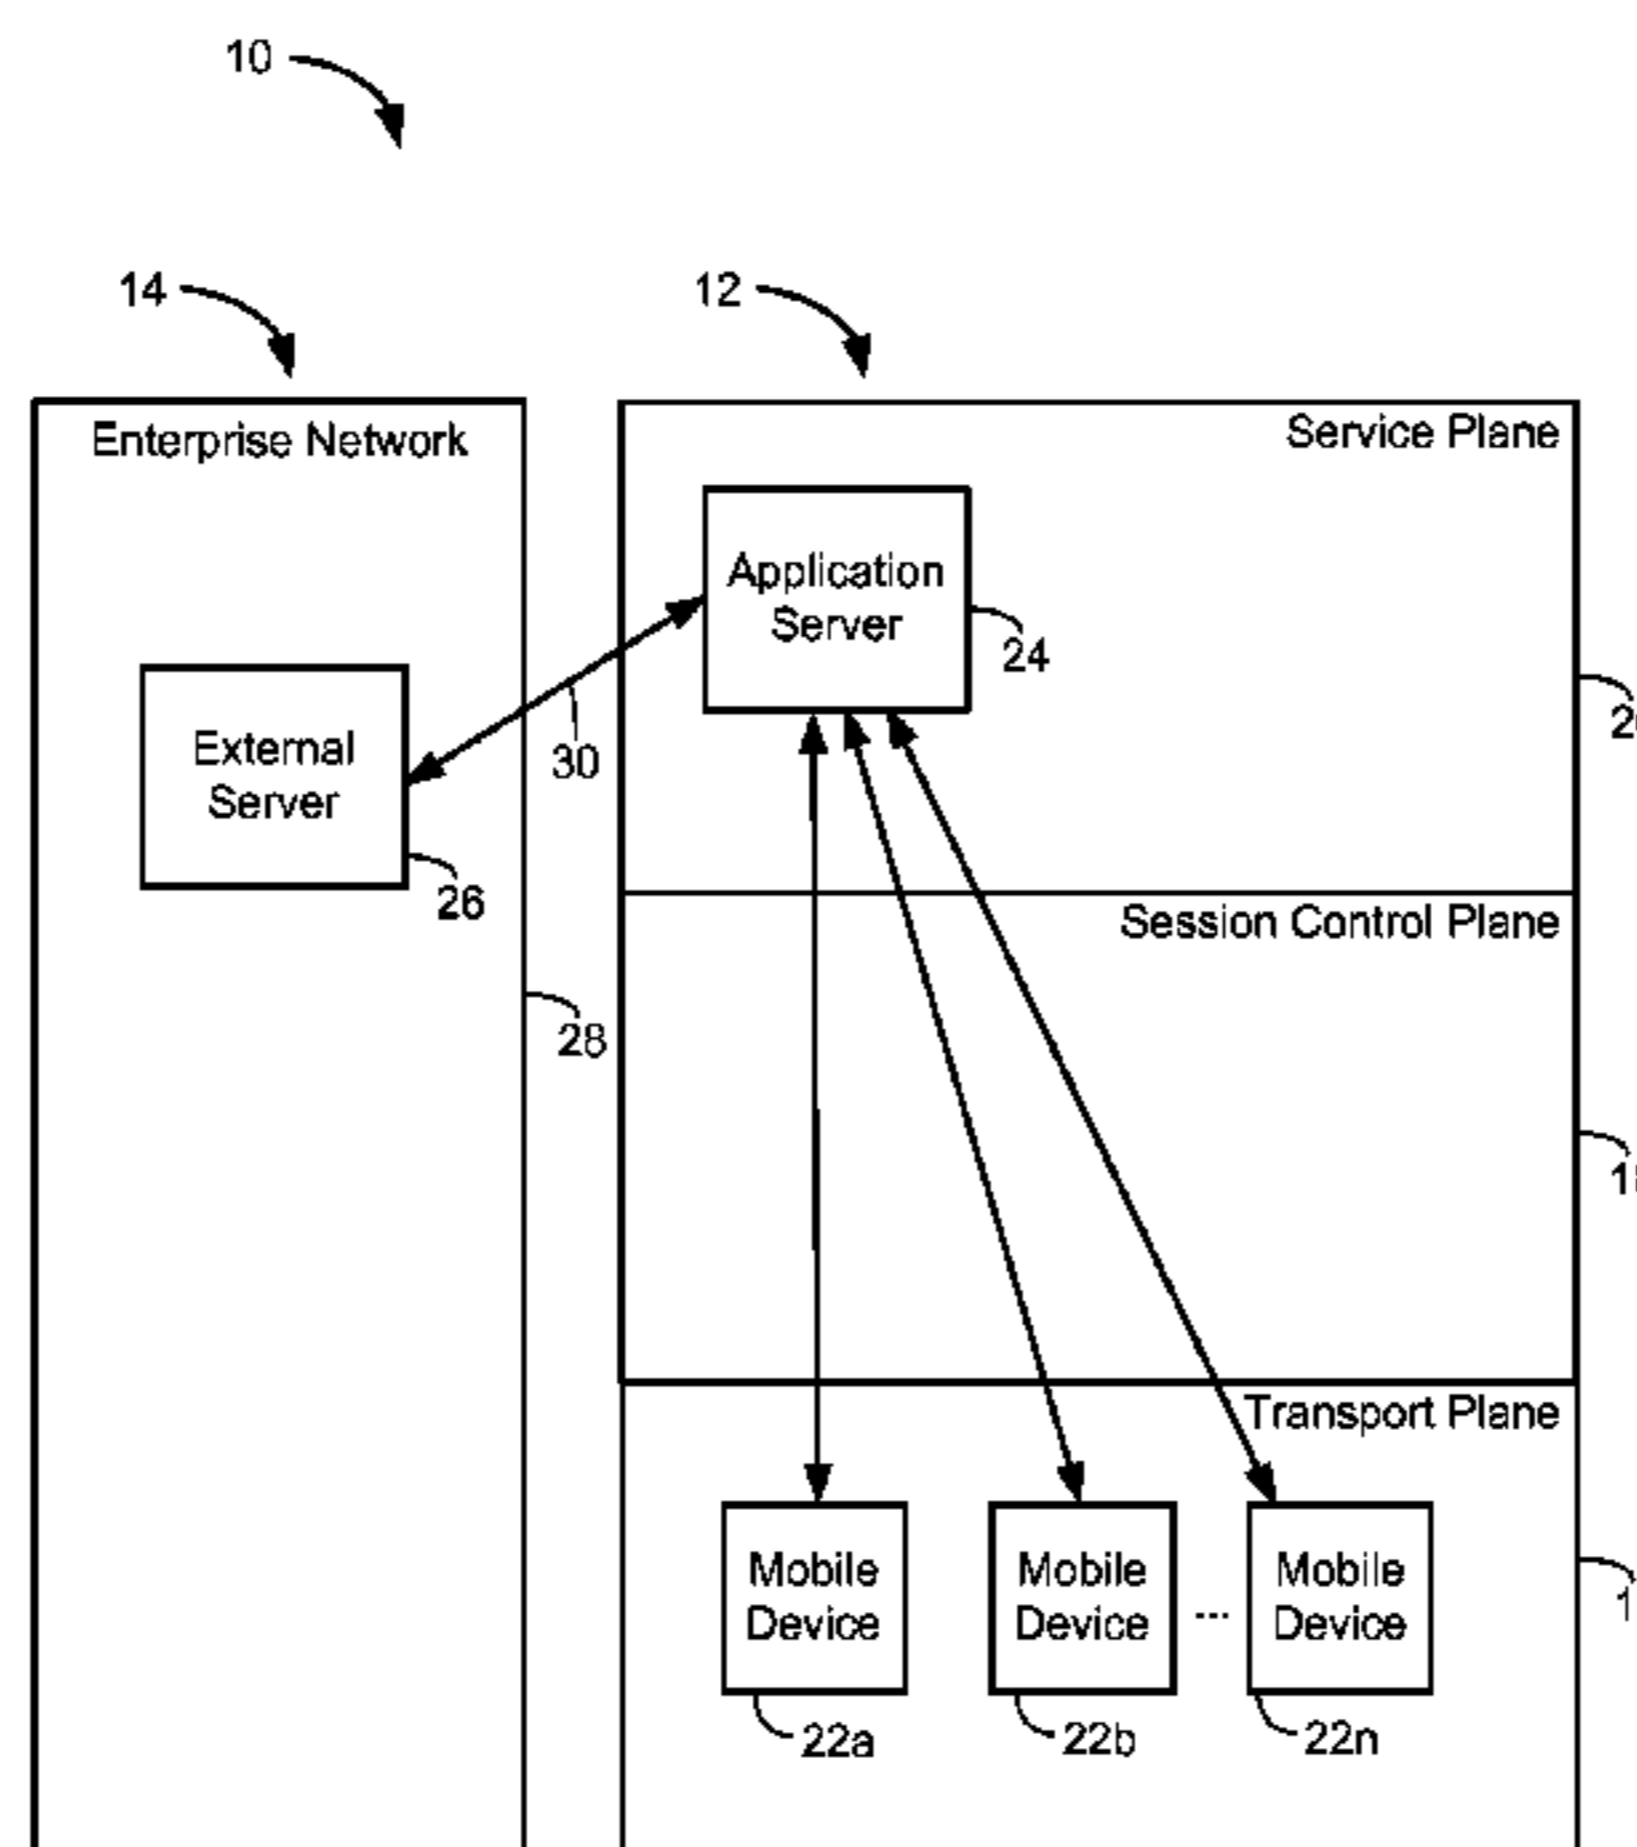 10
14
12
Enterprise Network
Service Plane
Application
Server
24
External
Server
30
26
Session Control Plane
28
Transport Plane
Mobile
Device
Mobile
Device
...
Mobile
Device
22a
22b
22n